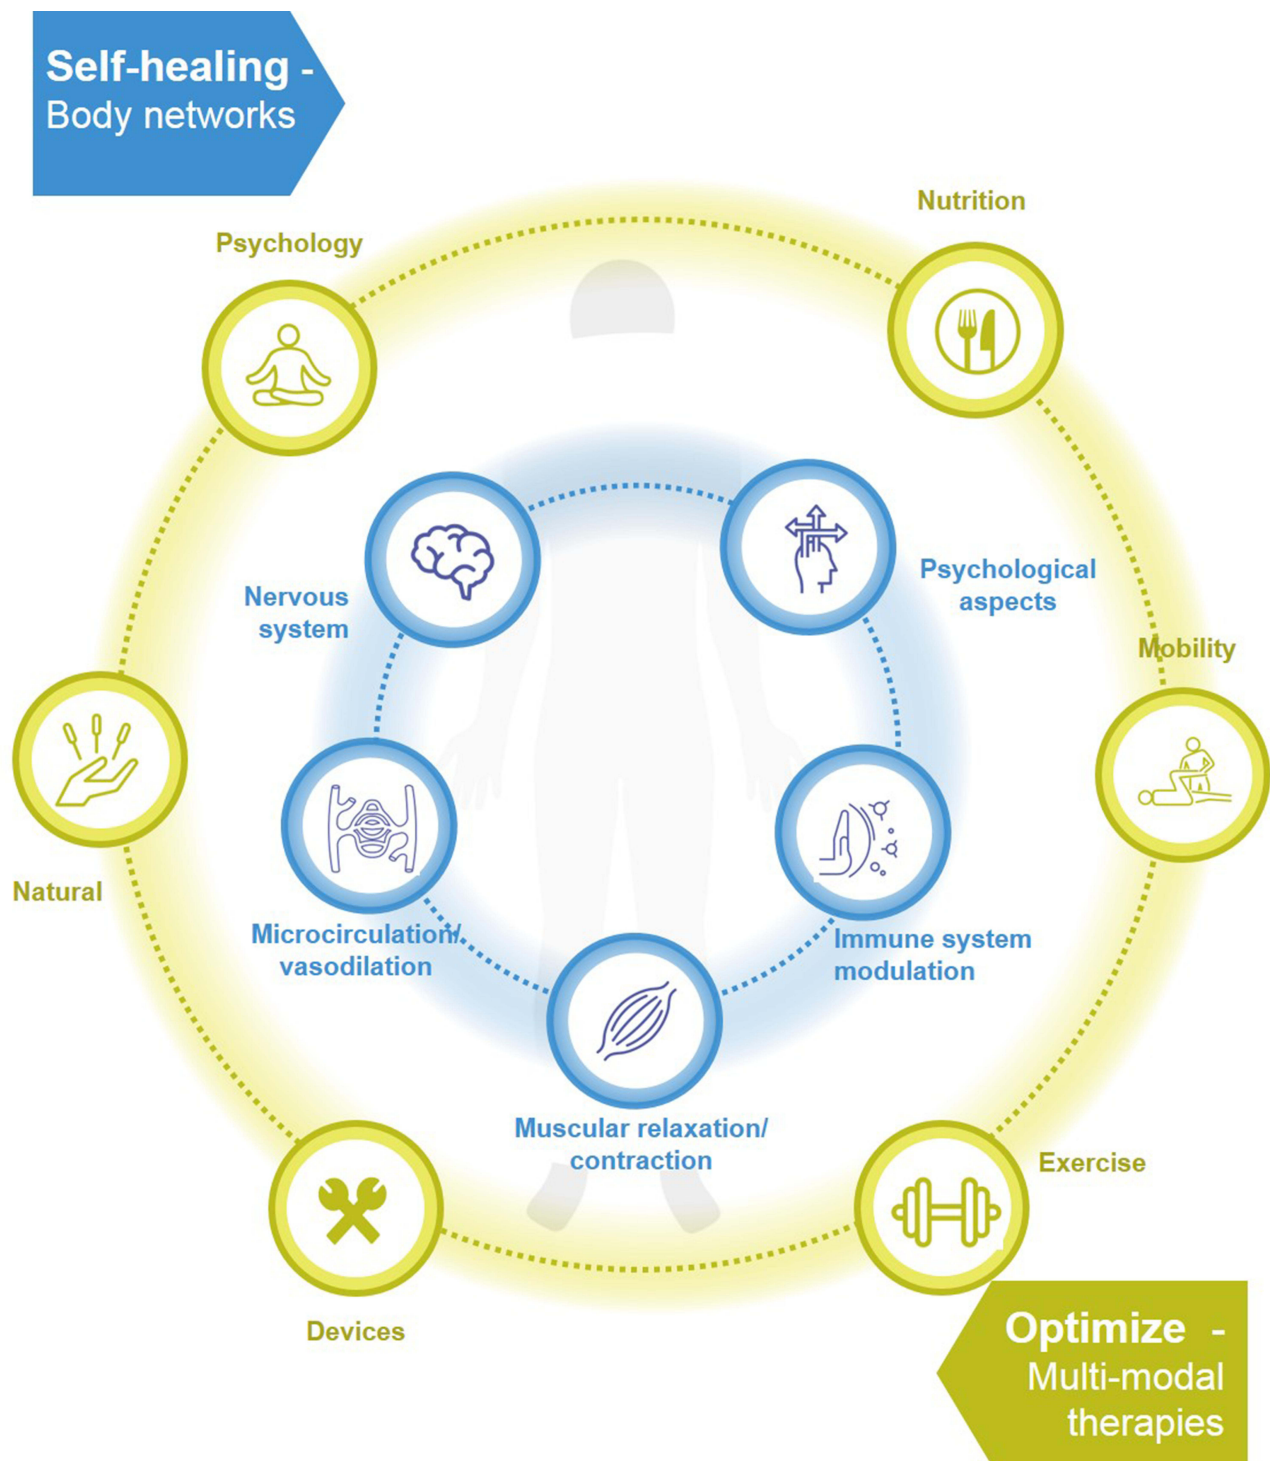 Self-healing -
Body networks
Nutrition
Psychology
Psychological
aspects
Nervous
system
Mobility
Natural
Microcirculation/
vasodilation
Immune system
modulation
Muscular relaxation/
contraction
Exercise
Devices
Optimize -
Multi-modal
therapies